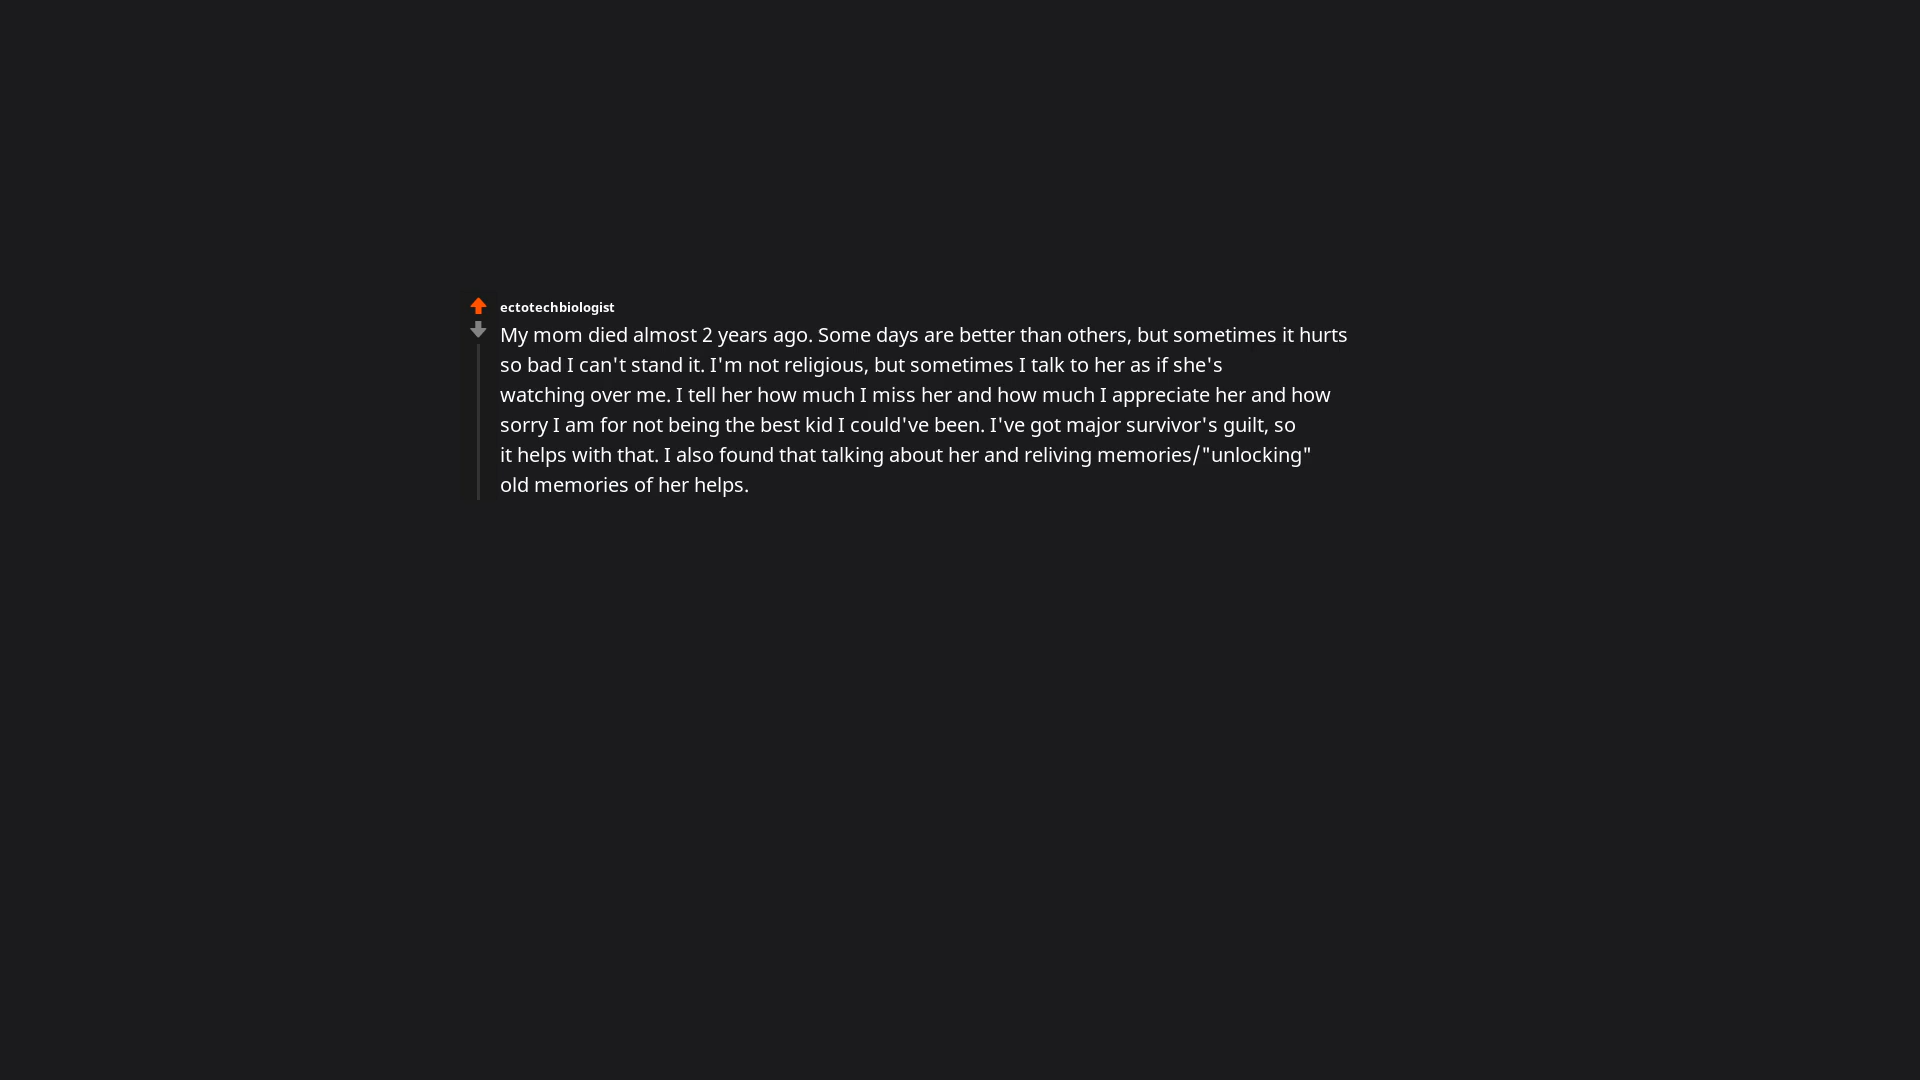 ectotechbiologist
My mom died almost 2 years ago. Some days are better than others, but sometimes it hurts
so bad I can't stand it. I'm not religious, but sometimes I talk to her as if she's
watching over me. I tell her how much I miss her and how much I appreciate her and how
sorry I am for not being the best kid I could've been. I've got major survivor's guilt, so
it helps with that. I also found that talking about her and reliving memories/"unlocking"
old memories of her helps.